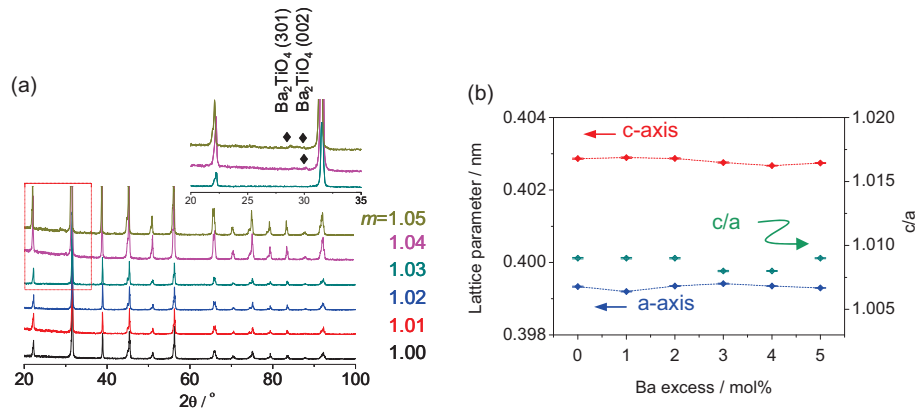 (a)
Ba2TiO4 (301)
Ba2TiO4 (002)
20 25 30 35
m=1.05
1.04
1.03
1.02
1.01
1.00
20 40 60 80 100
2θ / °
(b)
0.404
0.402
0.400
0.398
Lattice parameter / nm
c-axis
c/a
a-axis
1.020
1.015
1.010
1.005
c/a
0 1 2 3 4 5
Ba excess / mol%